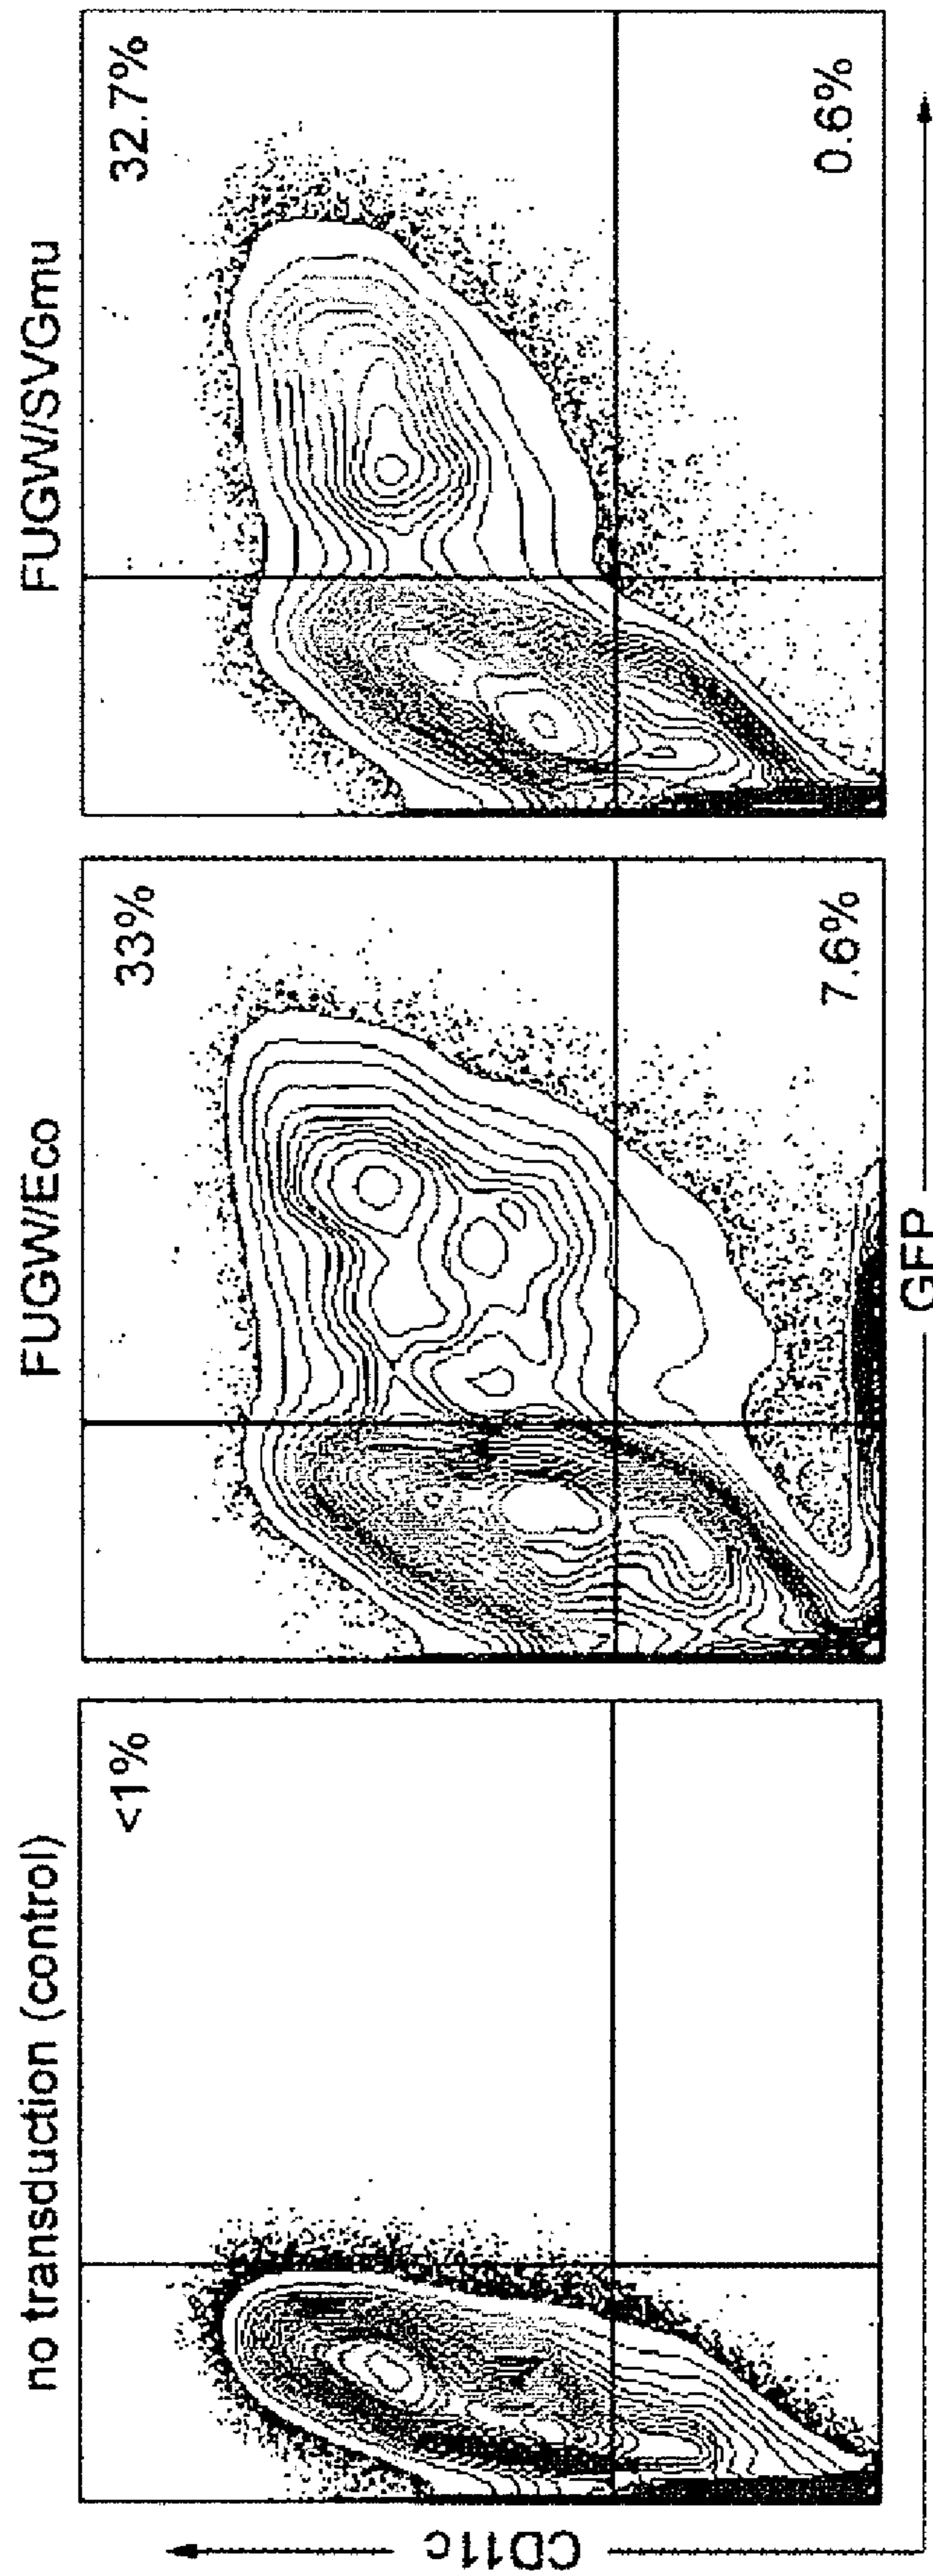 no transduction (control)
FUGW/Eco
FUGW/SVGmu
<1%
33%
32.7%
7.6%
0.6%
CD11c
GFP